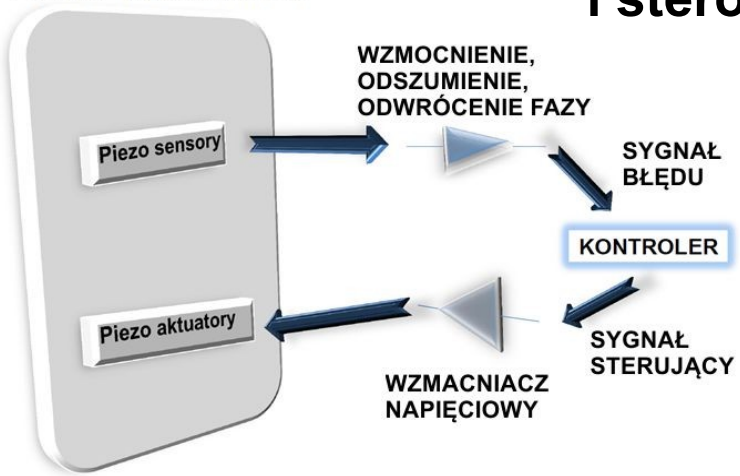 WZMOCNIENIE,
ODSZUMIENIE,
ODWRÓCENIE FAZY
Piezo sensory
SYGNAŁ
BŁĘDU
KONTROLER
Piezo aktuatory
SYGNAŁ
STERUJĄCY
WZMACNIACZ
NAPIĘCIOWY